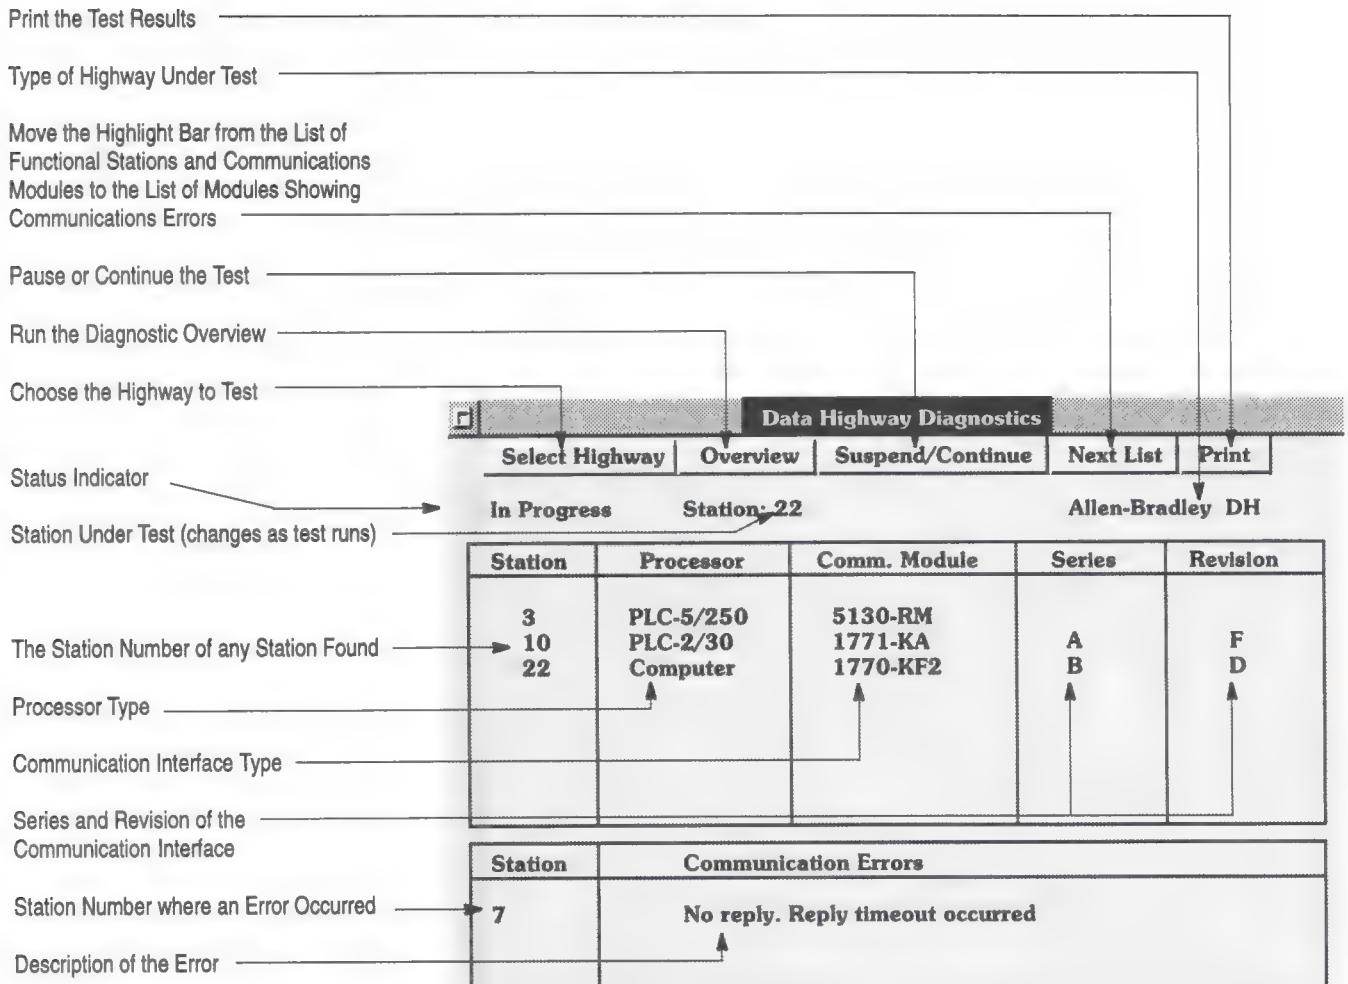 Print the Test Results
Type of Highway Under Test
Move the Highlight Bar from the List of
Functional Stations and Communications
Modules to the List of Modules Showing
Communications Errors
Pause or Continue the Test
Run the Diagnostic Overview
Choose the Highway to Test
Data Highway Diagnostics
Select Highway Overview Suspend/Continue Next List Print
Status Indicator
In Progress Station: 22 Allen-Bradley DH
Station Under Test (changes as test runs)
Station Processor Comm. Module Series Revision
3 PLC-5/250 5130-RM
The Station Number of any Station Found
10 PLC-2/30 1771-KA A F
22 Computer 1770-KF2 B D
Processor Type
Communication Interface Type
Series and Revision of the
Communication Interface
Station Communication Errors
Station Number where an Error Occurred
7 No reply. Reply timeout occurred
Description of the Error